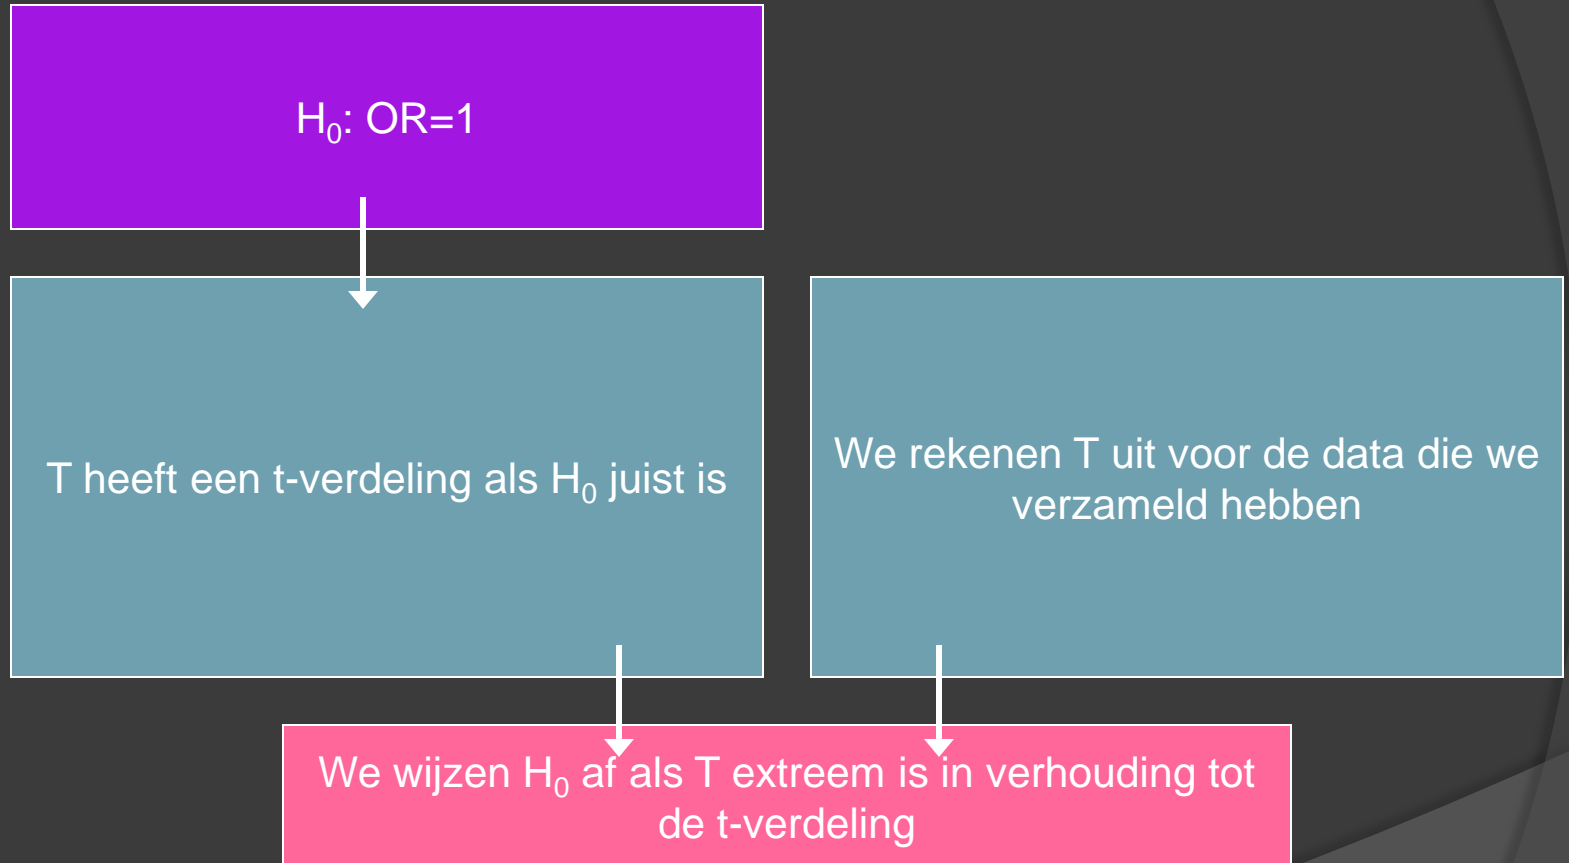 H₀: OR=1
T heeft een t-verdeling als H₀ juist is
We rekenen T uit voor de data die we
verzameld hebben
We wijzen H₀ af als T extreem is in verhouding tot
de t-verdeling